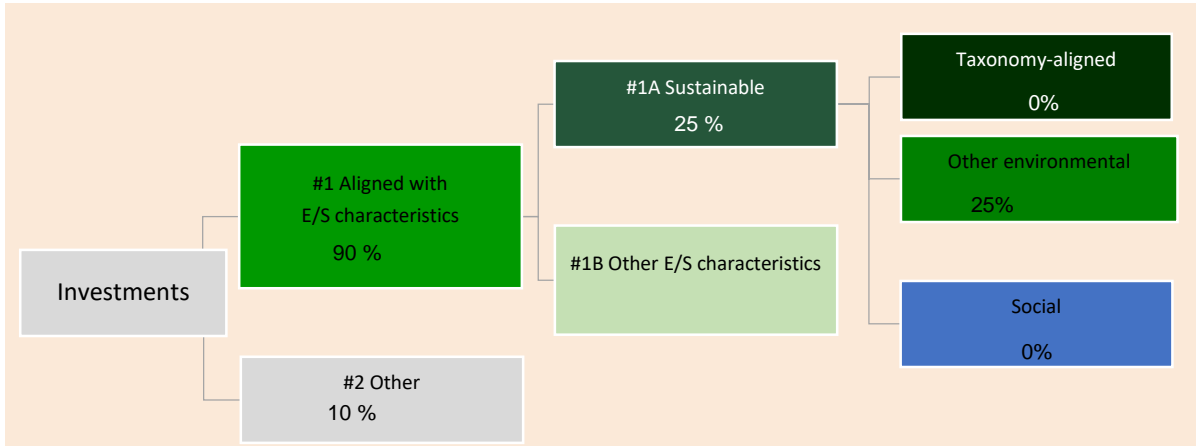 Investments
#1 Aligned with
E/S characteristics
90 %
#2 Other
10 %
#1A Sustainable
25 %
#1B Other E/S characteristics
Taxonomy-aligned
0%
Other environmental
25%
Social
0%